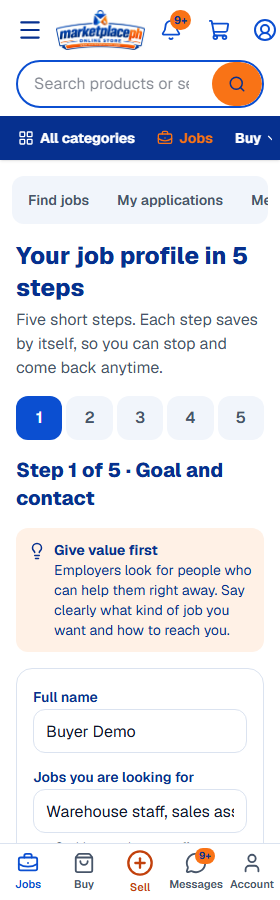 marketplaceph
ONLINE STORE
9+
Search products or se
All categories
Jobs
Buy
Find jobs
My applications
Me
Your job profile in 5
steps
Five short steps. Each step saves
by itself, so you can stop and
come back anytime.
1
2
3
4
5
Step 1 of 5 · Goal and
contact
Give value first
Employers look for people who
can help them right away. Say
clearly what kind of job you
want and how to reach you.
Full name
Buyer Demo
Jobs you are looking for
Warehouse staff, sales ass
9+
Jobs
Buy
Sell
Messages
Account